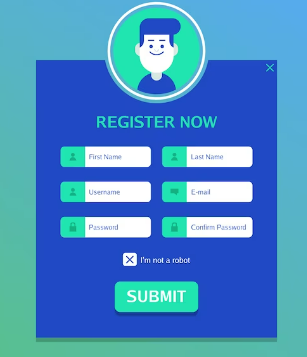 REGISTER NOW
First Name
Last Name
Username
E-mail
Password
Confirm Password
I'm not a robot
SUBMIT